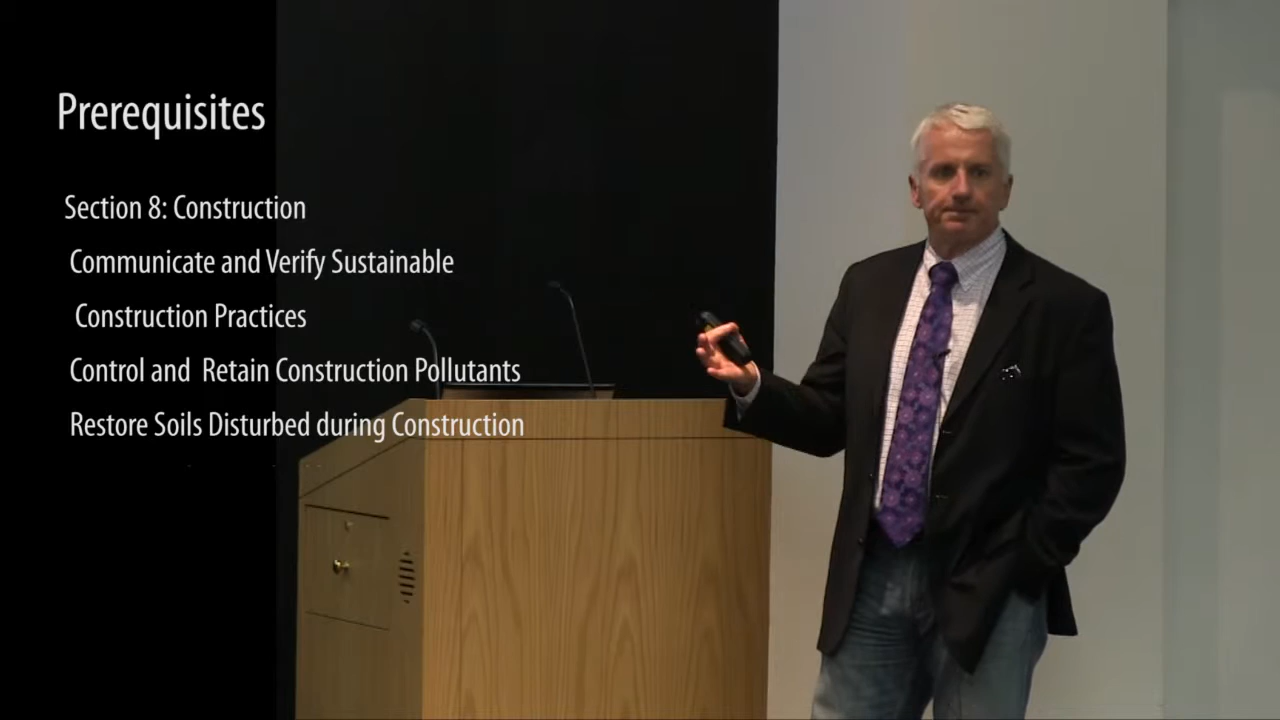 Prerequisites
Section 8: Construction
Communicate and Verify Sustainable
Construction Practices
Control and Retain Construction Pollutants
Restore Soils Disturbed during Construction